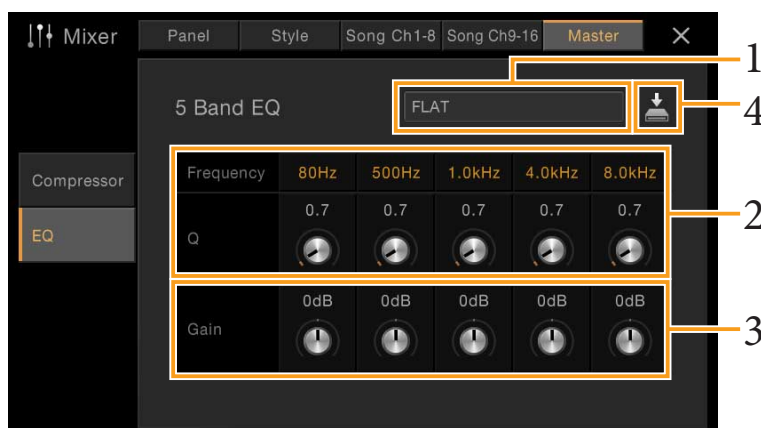 Mixer Panel Style Song Ch1-8 Song Ch9-16 Master
1
5 Band EQ FLAT 4
Compressor
EQ
Frequency 80Hz 500Hz 1.0kHz 4.0kHz 8.0kHz
0.7 0.7 0.7 0.7 0.7
2
Q
0dB 0dB 0dB 0dB 0dB
Gain 3